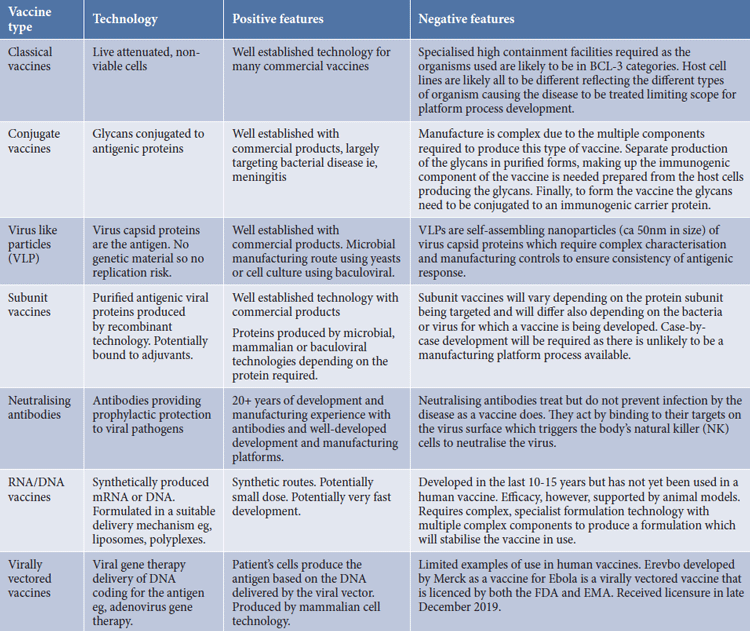 Vaccine type
Technology
Positive features
Negative features
Classical
vaccines
Live attenuated, non-
viable cells
Well established technology for
many commercial vaccines
Specialised high containment facilities required as the
organisms used are likely to be in BCL-3 categories. Host cell
lines are likely all to be different reflecting the different types
of organism causing the disease to be treated limiting scope for
platform process development.
Conjugate
vaccines
Glycans conjugated to
antigenic proteins
Well established with
commercial products, largely
targeting bacterial disease ie,
meningitis
Manufacture is complex due to the multiple components
required to produce this type of vaccine. Separate production
of the glycans in purified forms, making up the immunogenic
component of the vaccine is needed prepared from the host cells
producing the glycans. Finally, to form the vaccine the glycans
need to be conjugated to an immunogenic carrier protein.
Virus like
particles
(VLP)
Virus capsid proteins
are the antigen. No
genetic material so no
replication risk.
Well established with
commercial products. Microbial
manufacturing route using yeasts
or cell culture using baculoviral.
VLPs are self-assembling nanoparticles (ca 50nm in size) of
virus capsid proteins which require complex characterisation
and manufacturing controls to ensure consistency of antigenic
response.
Subunit
vaccines
Purified antigenic viral
proteins produced
by recombinant
technology. Potentially
bound to adjuvants.
Well established technology with
commercial products
Proteins produced by microbial,
mammalian or baculoviral
technologies depending on the
protein required.
Subunit vaccines will vary depending on the protein subunit
being targeted and will differ also depending on the bacteria
or virus for which a vaccine is being developed. Case-by-
case development will be required as there is unlikely to be a
manufacturing platform process available.
Neutralising
antibodies
Antibodies providing
prophylactic protection
to viral pathogens
20+ years of development and
manufacturing experience with
antibodies and well-developed
development and manufacturing
platforms.
Neutralising antibodies treat but do not prevent infection by the
disease as a vaccine does. They act by binding to their targets on
the virus surface which triggers the body's natural killer (NK)
cells to neutralise the virus.
RNA/DNA
vaccines
Synthetically produced
mRNA or DNA.
Formulated in a suitable
delivery mechanism eg,
liposomes, polyplexes.
Synthetic routes. Potentially
small dose. Potentially very fast
development.
Developed in the last 10-15 years but has not yet been used in a
human vaccine. Efficacy, however, supported by animal models.
Requires complex, specialist formulation technology with
multiple complex components to produce a formulation which
will stabilise the vaccine in use.
Virally
vectored
vaccines
Viral gene therapy
delivery of DNA
coding for the antigen
eg, adenovirus gene
therapy.
Patient's cells produce the
antigen based on the DNA
delivered by the viral vector.
Produced by mammalian cell
technology.
Limited examples of use in human vaccines. Erevbo developed
by Merck as a vaccine for Ebola is a virally vectored vaccine that
is licenced by both the FDA and EMA. Received licensure in late
December 2019.